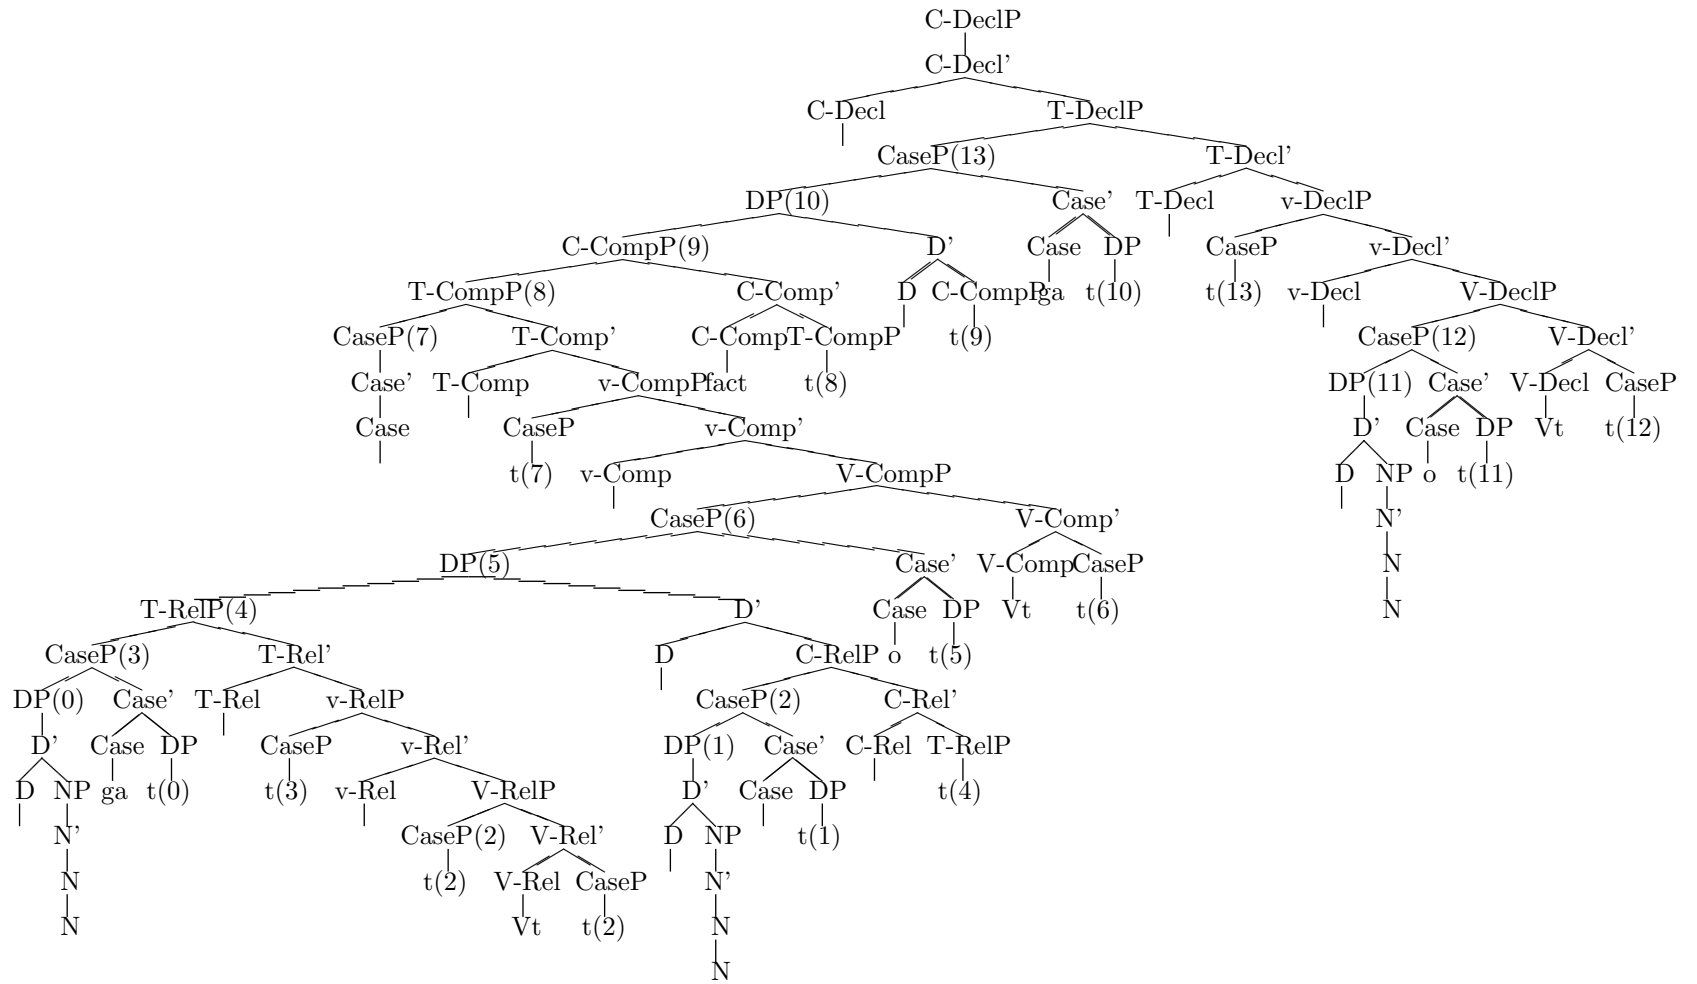 C-DeclP
C-Decl'
C-Decl T-DeclP
CaseP(13) T-Decl'
DP(10) Case' T-Decl v-DeclP
C-CompP(9) D' Case DP CaseP v-Decl'
T-CompP(8) C-Comp' D C-CompP ga t(10) t(13) v-Decl V-DeclP
CaseP(7) T-Comp' C-Comp T-CompP t(9) CaseP(12) V-Decl'
Case' T-Comp v-CompP fact t(8) DP(11) Case' V-Decl CaseP
Case CaseP v-Comp' D' Case DP Vt t(12)
t(7) v-Comp V-CompP D NP o t(11)
CaseP(6) V-Comp' N'
DP(5) Case' V-Comp CaseP N
T-RelP(4) D' Case DP Vt t(6) N
CaseP(3) T-Rel' D C-RelP o t(5)
DP(0) Case' T-Rel v-RelP CaseP(2) C-Rel'
D' Case DP CaseP v-Rel' DP(1) Case' C-Rel T-RelP
D NP ga t(0) t(3) v-Rel V-RelP D' Case DP t(4)
N' CaseP(2) V-Rel' D NP t(1)
N t(2) V-Rel CaseP N'
N Vt t(2) N
N